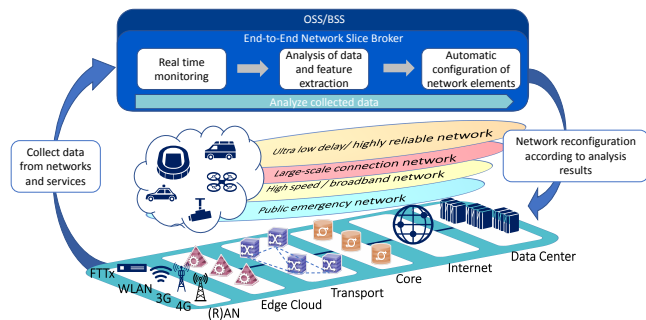 OSS/BSS
End-to-End Network Slice Broker
Real time
monitoring
Analysis of data
and feature
extraction
Automatic
configuration of
network elements
Analyze collected data
Collect data
from networks
and services
Ultra low delay/ highly reliable network
Large-scale connection network
High speed / broadband network
Public emergency network
Network reconfiguration
according to analysis
results
FTTx
WLAN
3G
4G
(R)AN
Edge Cloud
Transport
Core
Internet
Data Center